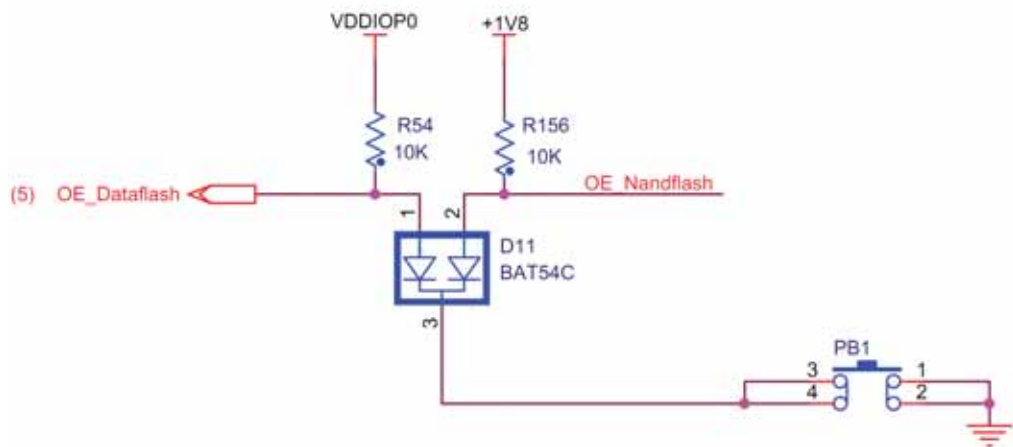 VDDIOP0
+1V8
R54
10K
R156
10K
(5) OE_Dataflash
OE_Nandflash
1
2
D11
BAT54C
3
PB1
3
1
4
2